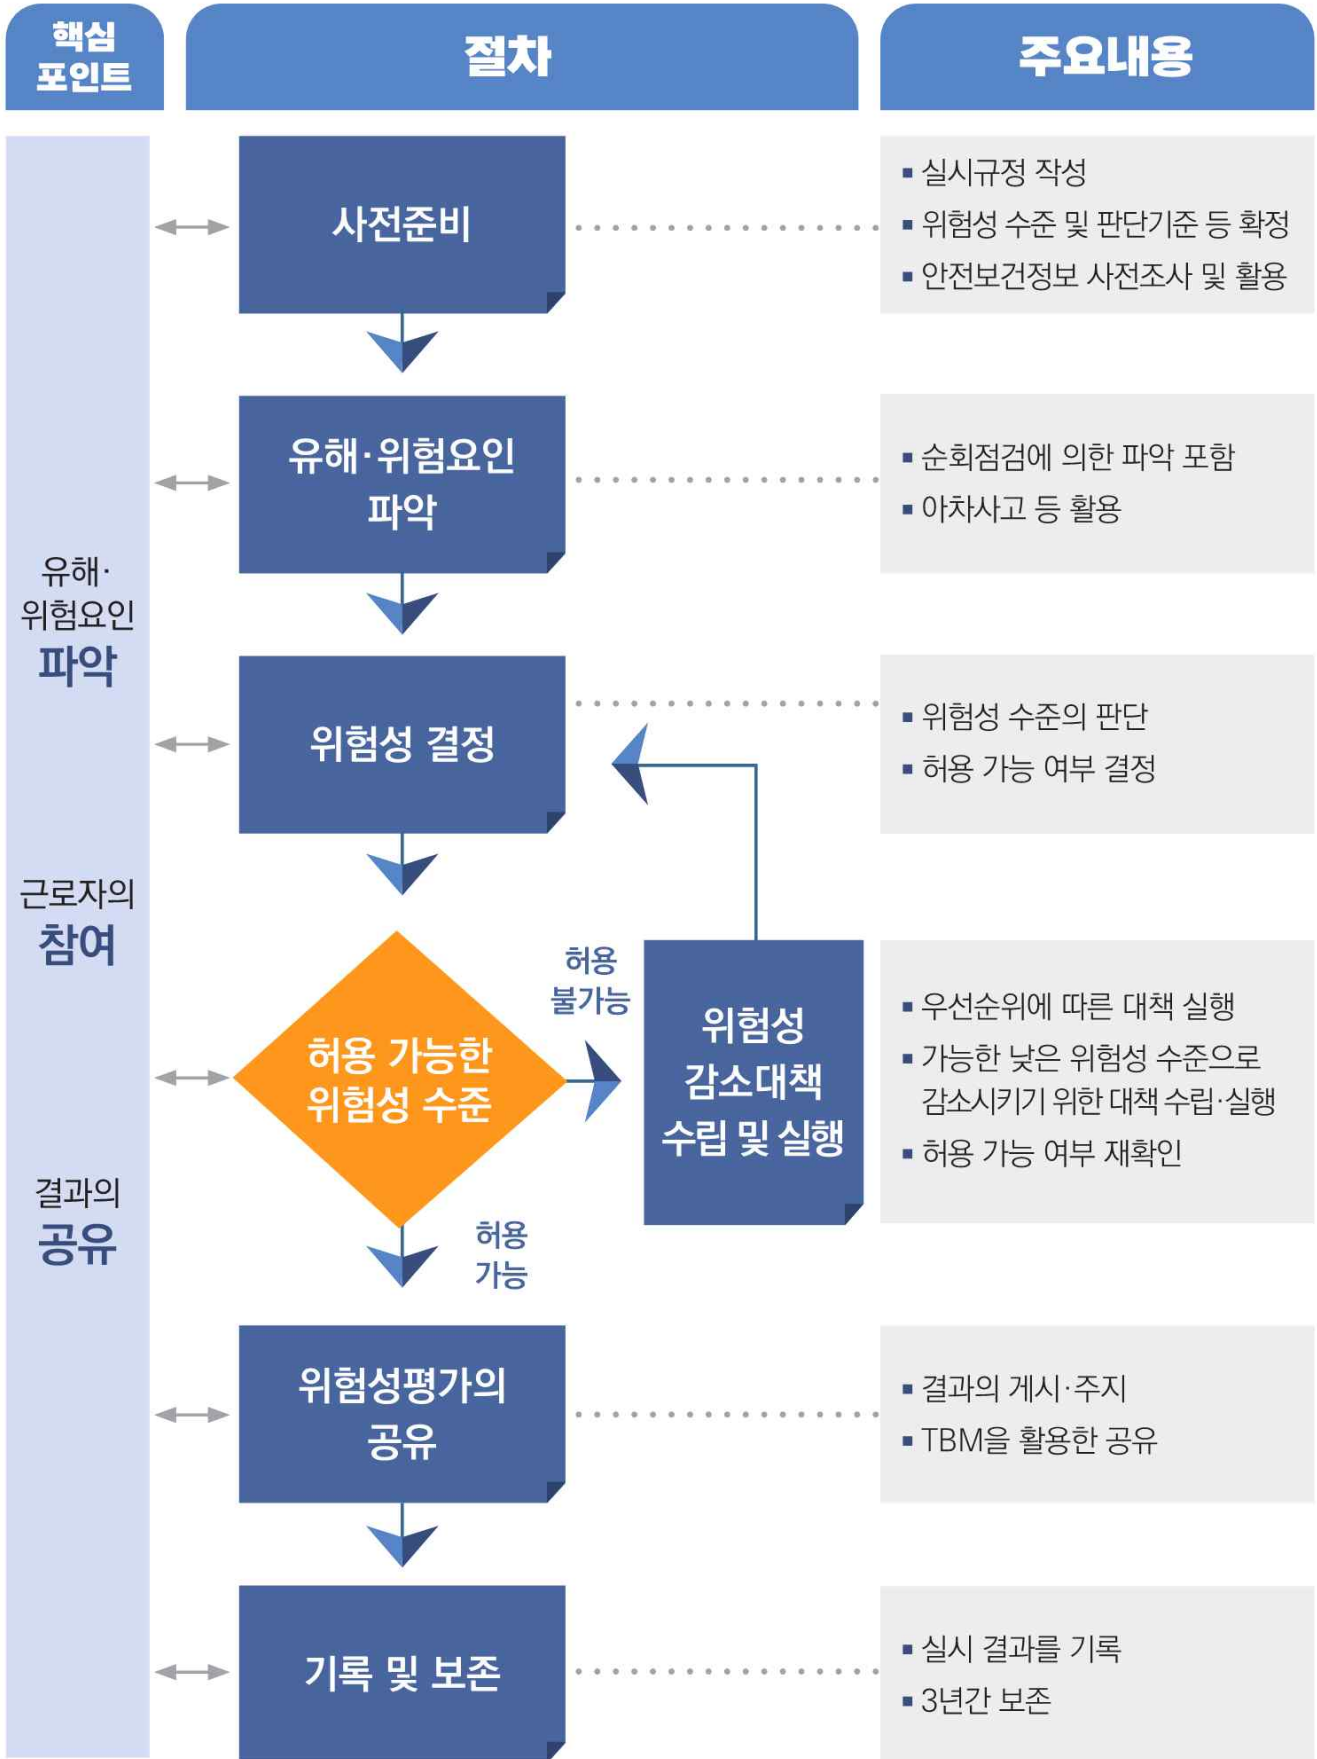 핵심
포인트
절차
주요내용
사전준비
▪ 실시규정 작성
▪ 위험성 수준 및 판단기준 등 확정
▪ 안전보건정보 사전조사 및 활용
유해·위험요인
파악
▪ 순회점검에 의한 파악 포함
▪ 아차사고 등 활용
유해·
위험요인
파악
위험성 결정
▪ 위험성 수준의 판단
▪ 허용 가능 여부 결정
근로자의
참여
허용 가능한
위험성 수준
허용
불가능
위험성
감소대책
수립 및 실행
▪ 우선순위에 따른 대책 실행
▪ 가능한 낮은 위험성 수준으로
감소시키기 위한 대책 수립·실행
▪ 허용 가능 여부 재확인
결과의
공유
허용
가능
위험성평가의
공유
▪ 결과의 게시·주지
▪ TBM을 활용한 공유
기록 및 보존
▪ 실시 결과를 기록
▪ 3년간 보존